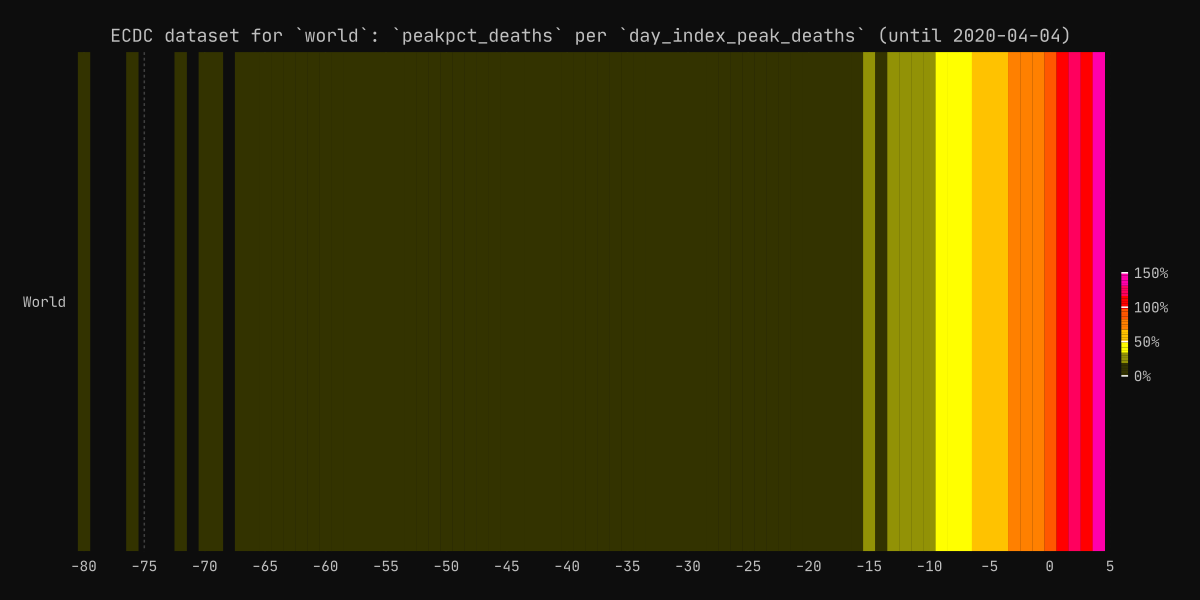 ECDC dataset for `world`: `peakpct_deaths` per `day_index_peak_deaths` (until 2020-04-04)
150%
World
100%
50%
0%
-80 -75 -70 -65 -60 -55 -50 -45 -40 -35 -30 -25 -20 -15 -10 -5 0 5